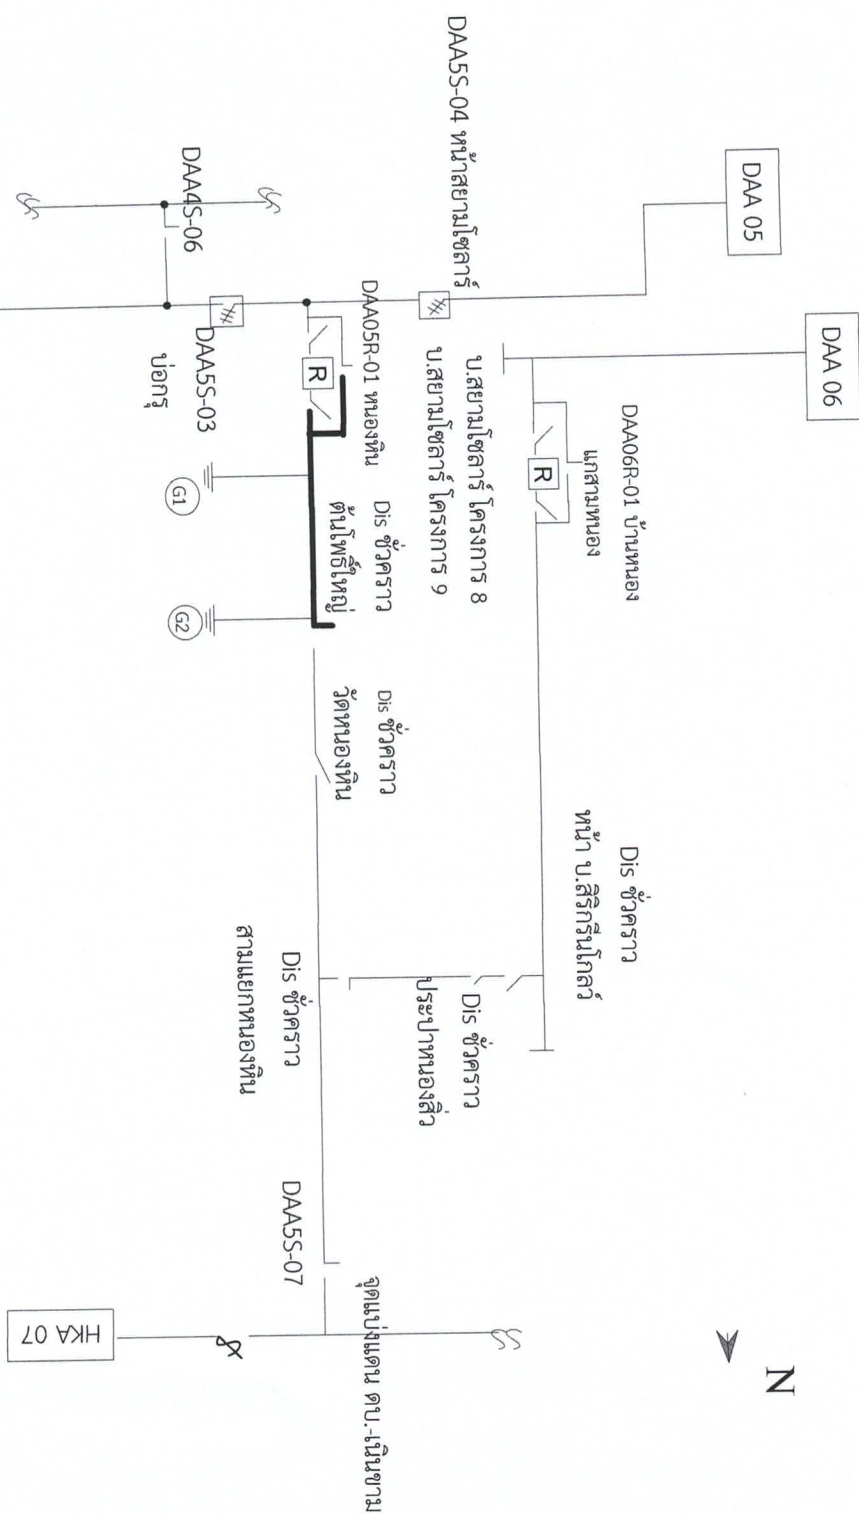 DAA 05
DAA 06
DAA5S-04 หน้าสยามโซลาร์
บ.สยามโซลาร์ โครงการ 8
บ.สยามโซลาร์ โครงการ 9
DAA06R-01 บ้านหนอง
แกสามหนอง
R
DAA4S-06
DAA5S-03
บ่อกรุ
DAA05R-01 หนองหิน
R
G1
G2
Dis ชั่วคราว
ต้นโพธิ์ใหญ่
Dis ชั่วคราว
วัดหนองหิน
Dis ชั่วคราว
หน้า บ.สิริกรีนโกลว์
Dis ชั่วคราว
ประปาหนองสิ่ว
Dis ชั่วคราว
สามแยกหนองหิน
DAA5S-07
จุดแบ่งแดน ดบ.-เนินขาม
HKA 07
N